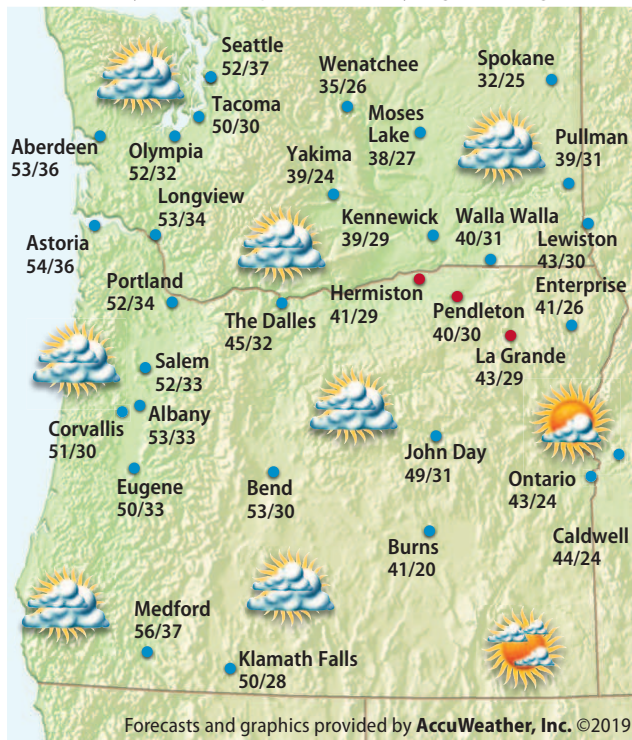 Seattle
52/37
Wenatchee
35/26
Spokane
32/25
Tacoma
50/30
Moses
Lake
38/27
Aberdeen
53/36
Olympia
52/32
Yakima
39/24
Pullman
39/31
Longview
53/34
Kennewick
39/29
Walla Walla
40/31
Lewiston
43/30
Astoria
54/36
Portland
52/34
The Dalles
45/32
Hermiston
41/29
Pendleton
40/30
Enterprise
41/26
La Grande
43/29
Salem
52/33
Albany
53/33
Corvallis
51/30
John Day
49/31
Ontario
43/24
Eugene
50/33
Bend
53/30
Caldwell
44/24
Burns
41/20
Medford
56/37
Klamath Falls
50/28
Forecasts and graphics provided by AccuWeather, Inc. ©2019